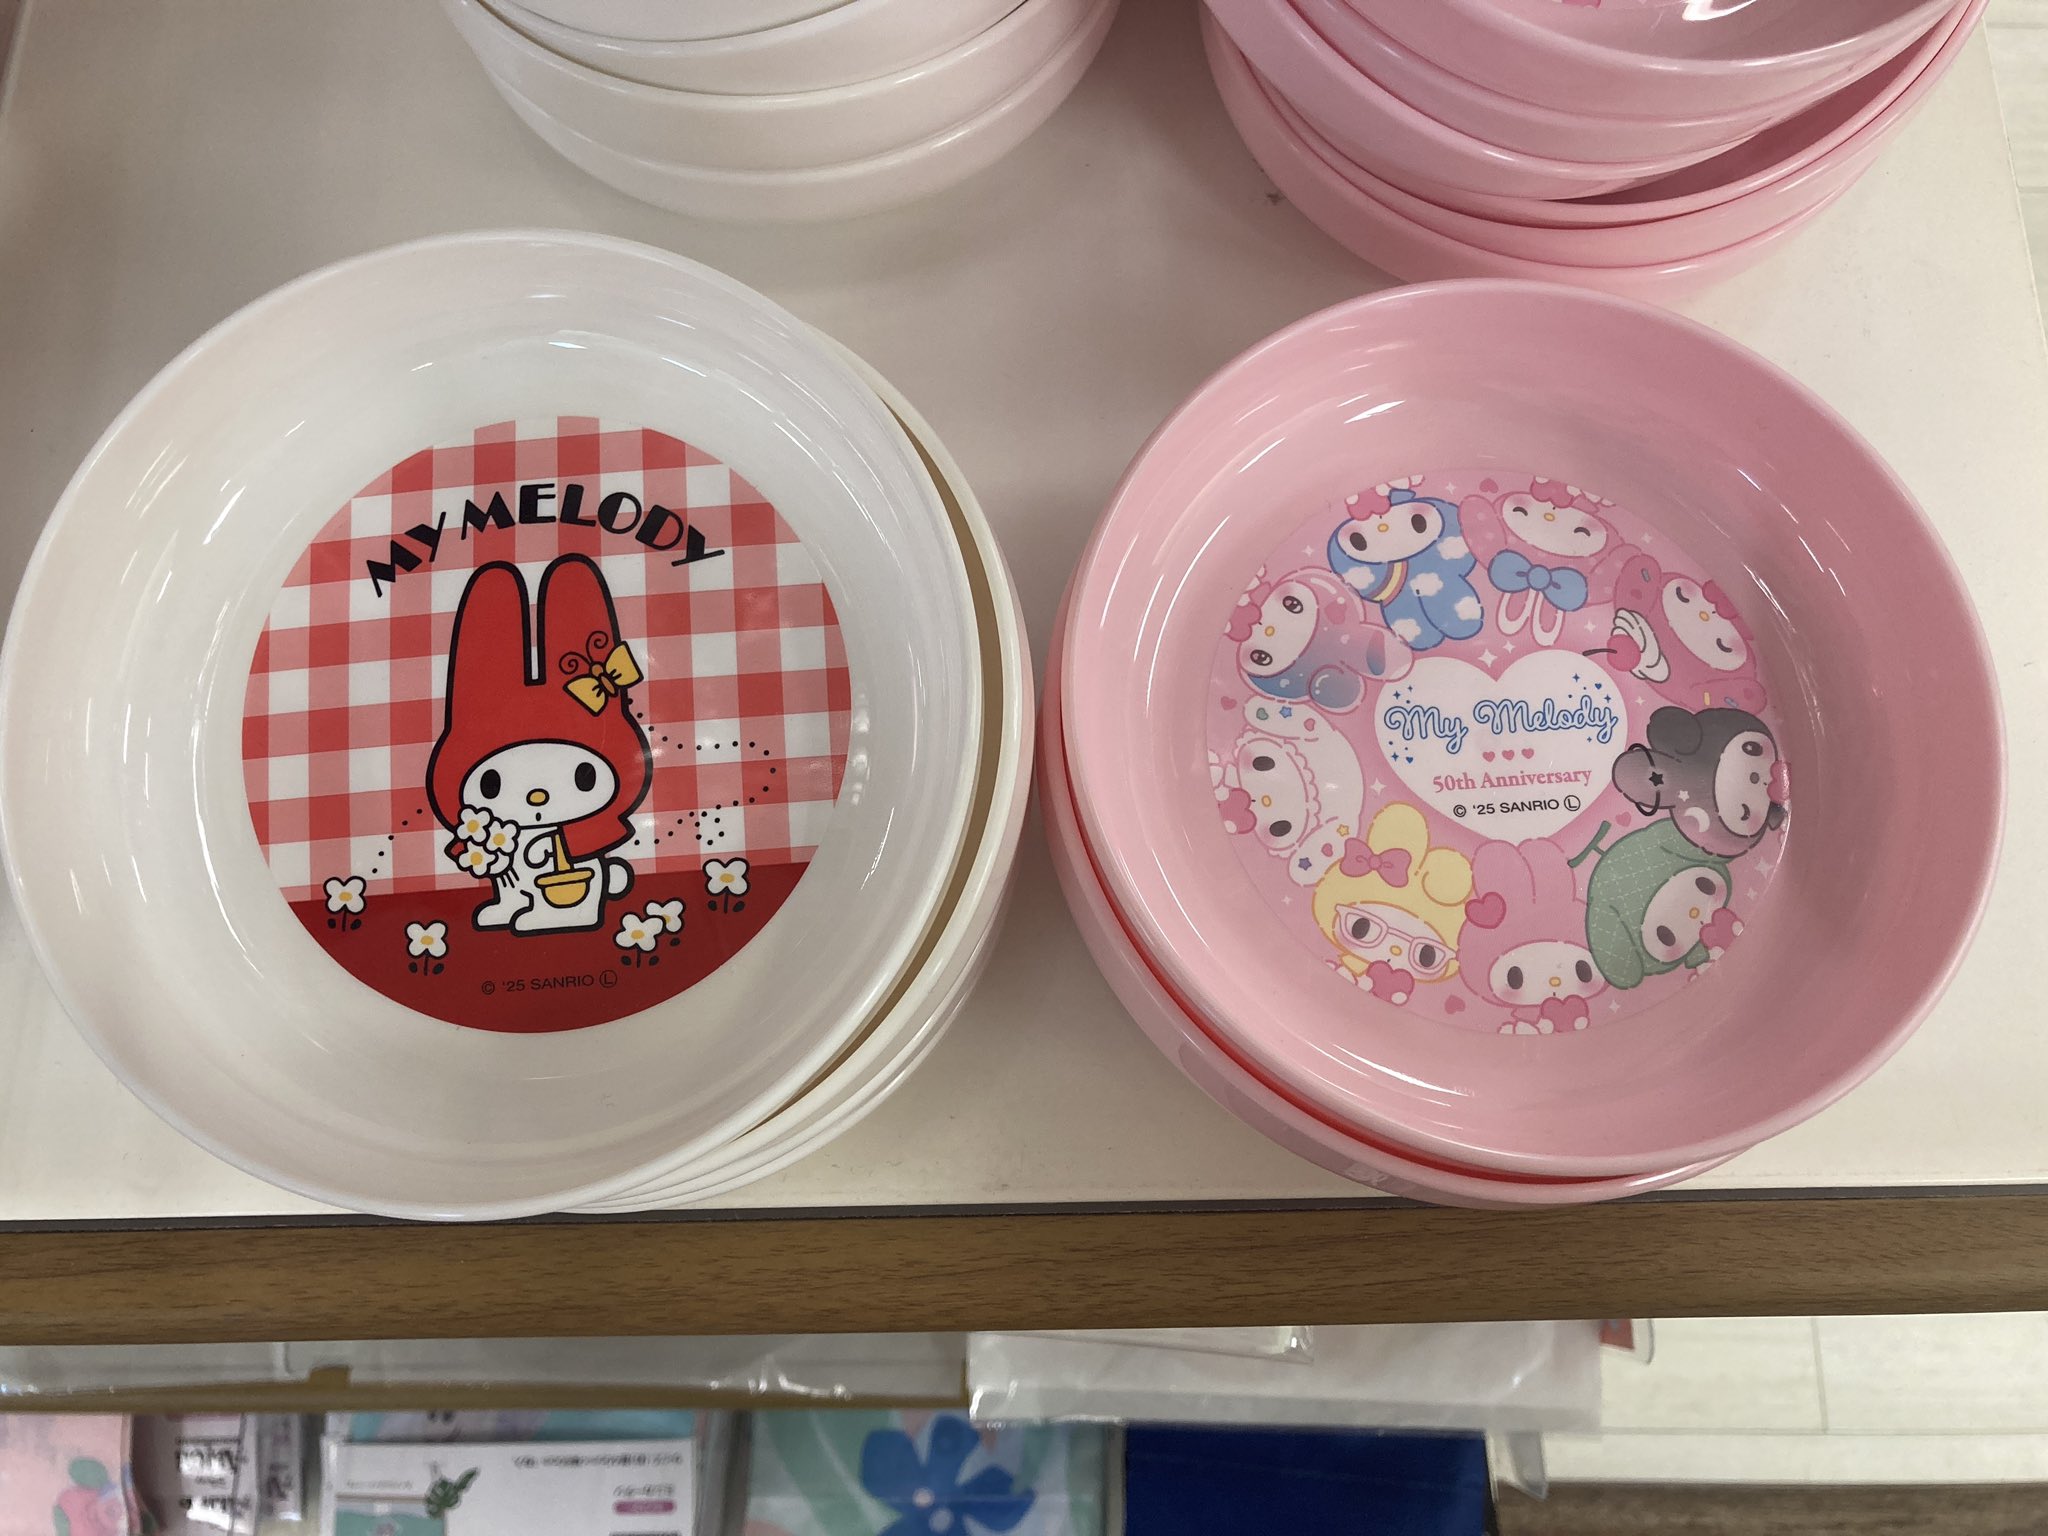 MY MELODY
© '25 SANRIO Ⓛ
My Melody
50th Anniversary
© '25 SANRIO Ⓛ